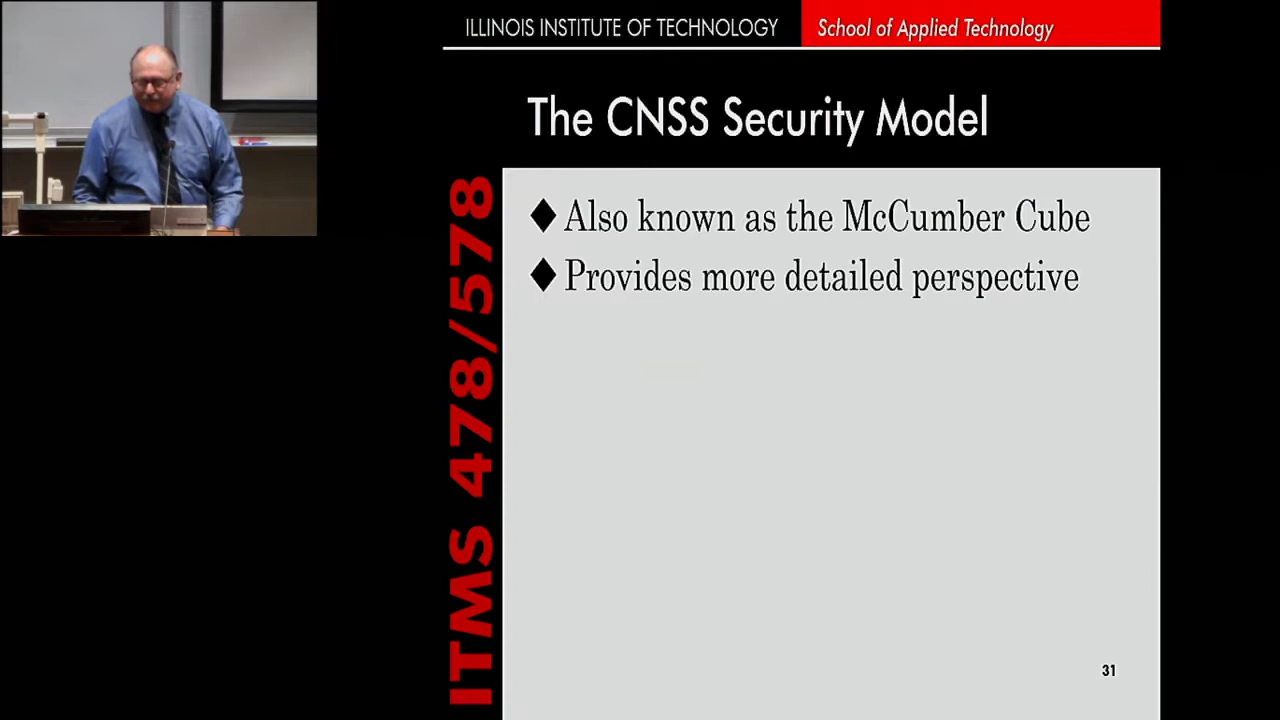 ILLINOIS INSTITUTE OF TECHNOLOGY School of Applied Technology
The CNSS Security Model
ITMS 478/578
◆ Also known as the McCumber Cube
◆ Provides more detailed perspective
31